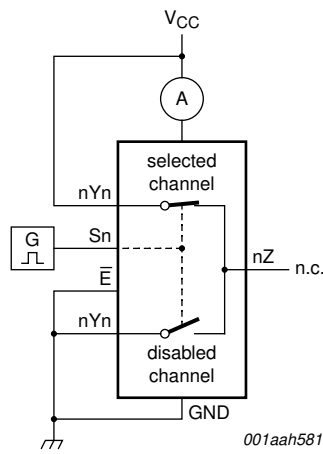 VCC
A
selected
channel
nYn
G
Sn
E
nZ
n.c.
nYn
disabled
channel
GND
001aah581